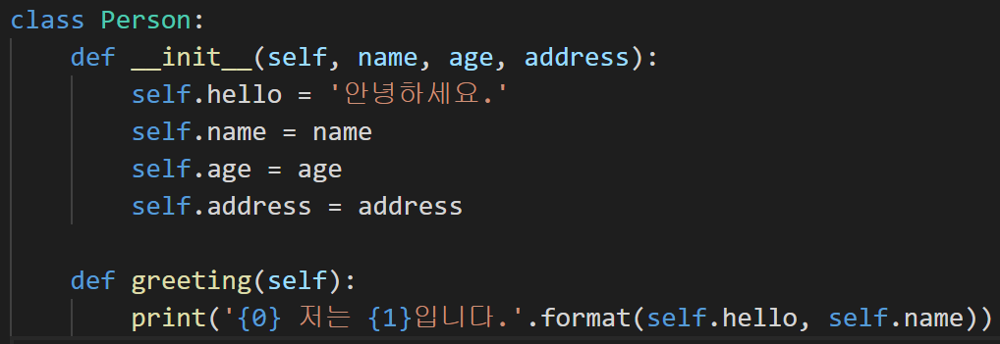 class Person:
    def __init__(self, name, age, address):
        self.hello = '안녕하세요.'
        self.name = name
        self.age = age
        self.address = address
    def greeting(self):
        print('{0} 저는 {1}입니다.'.format(self.hello, self.name))